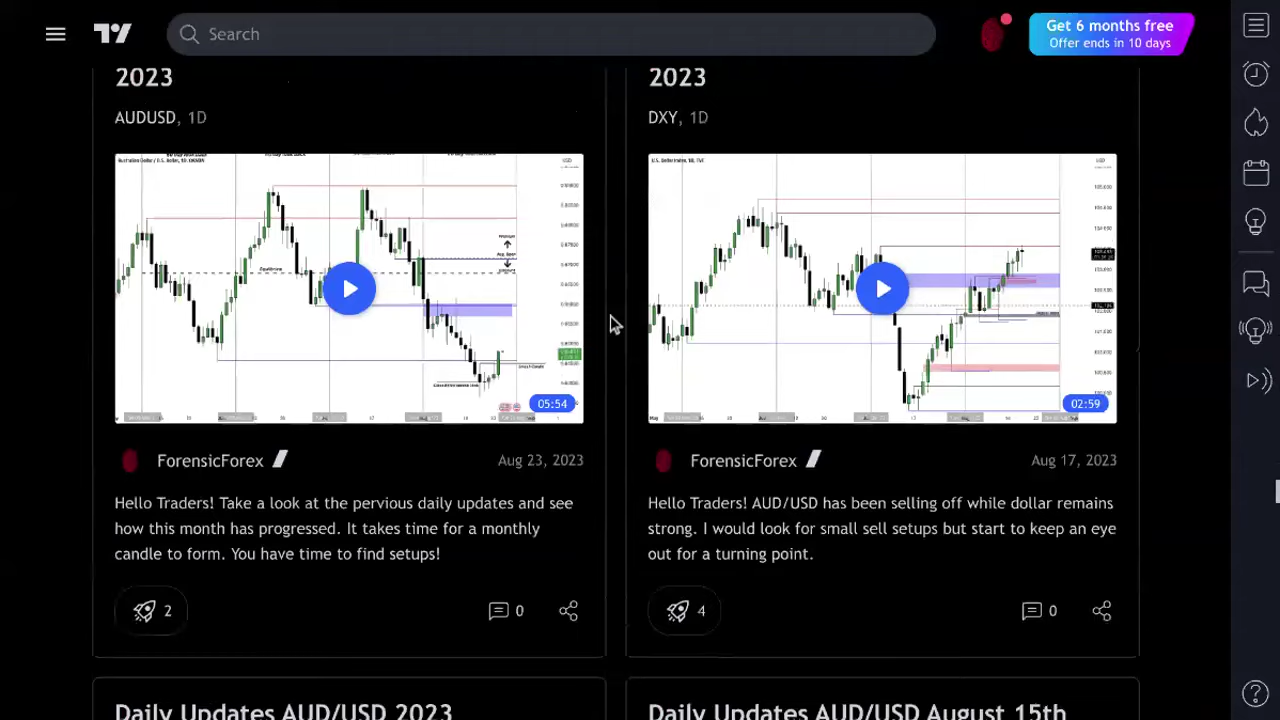 Search
Get 6 months free
Offer ends in 10 days
2023
AUDUSD, 1D
05:54
ForensicForex
Aug 23, 2023
Hello Traders! Take a look at the pervious daily updates and see
how this month has progressed. It takes time for a monthly
candle to form. You have time to find setups!
2
0
2023
DXY, 1D
02:59
ForensicForex
Aug 17, 2023
Hello Traders! AUD/USD has been selling off while dollar remains
strong. I would look for small sell setups but start to keep an eye
out for a turning point.
4
0
Daily Updates AUD/USD 2023
Daily Updates AUD/USD August 15th